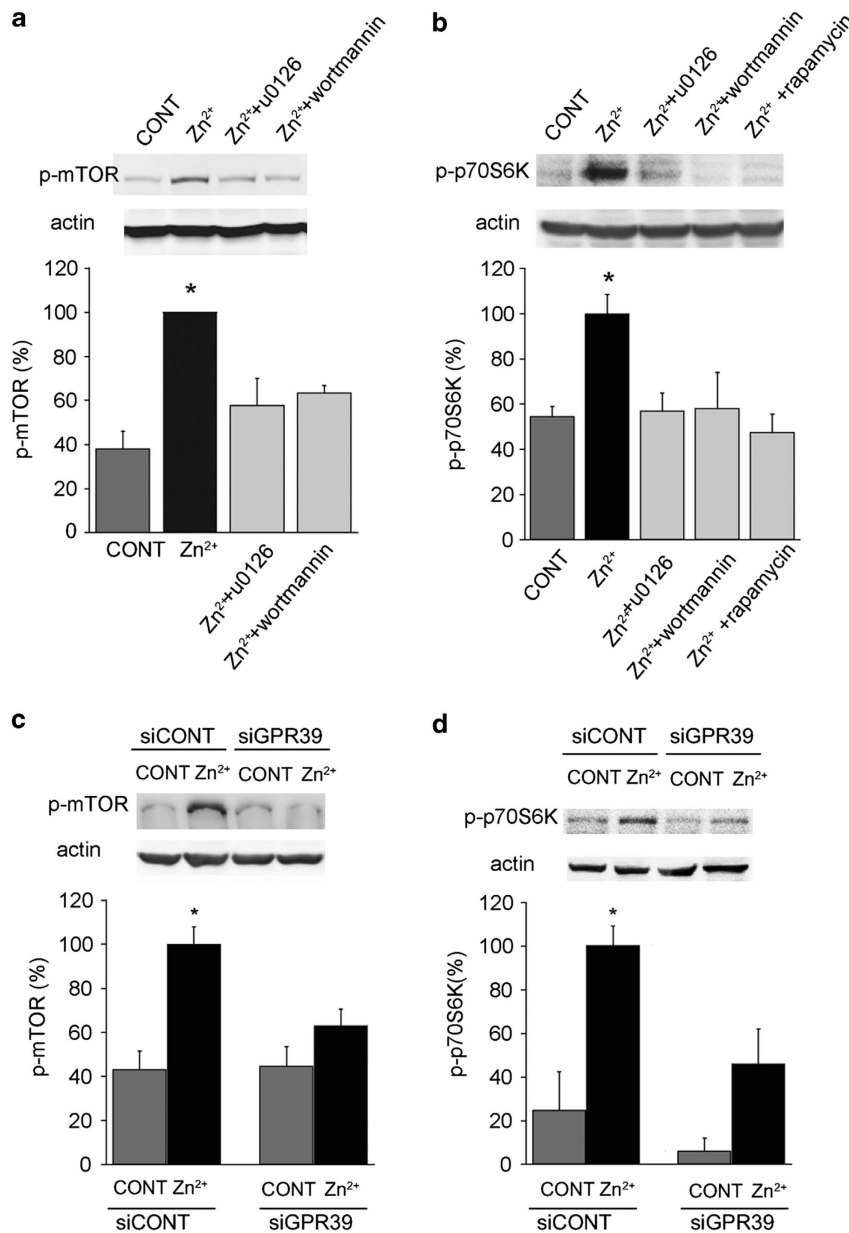 a
CONT
Zn²⁺
Zn²⁺+u0126
Zn²⁺+wortmannin
p-mTOR
actin
120
100
80
60
40
20
0
p-mTOR (%)
*
CONT
Zn²⁺
Zn²⁺+u0126
Zn²⁺+wortmannin
b
CONT
Zn²⁺
Zn²⁺+u0126
Zn²⁺+wortmannin
Zn²⁺ +rapamycin
p-p70S6K
actin
120
100
80
60
40
20
0
p-p70S6K (%)
*
CONT
Zn²⁺
Zn²⁺+u0126
Zn²⁺+wortmannin
Zn²⁺ +rapamycin
c
siCONT siGPR39
CONT Zn²⁺ CONT Zn²⁺
p-mTOR
actin
120
100
80
60
40
20
0
p-mTOR (%)
*
CONT Zn²⁺ CONT Zn²⁺
siCONT siGPR39
d
siCONT siGPR39
CONT Zn²⁺ CONT Zn²⁺
p-p70S6K
actin
120
100
80
60
40
20
0
p-p70S6K(%)
*
CONT Zn²⁺ CONT Zn²⁺
siCONT siGPR39